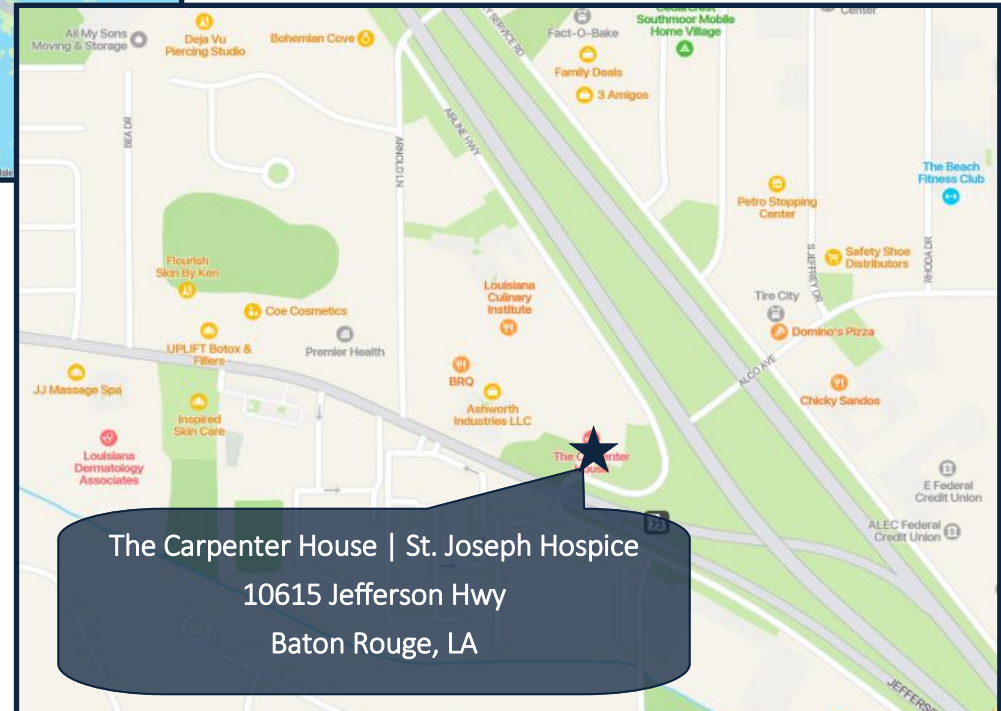 Cedarcrest
Southmoor Mobile
Home Village
Center
All My Sons
Moving & Storage
Deja Vu
Piercing Studio
Bohemian Cove
Fact-O-Bake
Family Deals
3 Amigos
Y SERVICE RD
AIRLINE HWY
BEA DR
ARNOLD LN
The Beach
Fitness Club
Petro Stopping
Center
S JEFFREY DR
RHODA DR
Safety Shoe
Distributors
Flourish
Skin By Ken
Coe Cosmetics
Louisiana
Culinary
Institute
Tire City
Domino's Pizza
UPLIFT Botox &
Fillers
Premier Health
JJ Massage Spa
BRQ
ALCO AVE
Ashworth
Industries LLC
Chicky Sandos
Inspired
Skin Care
Louisiana
Dermatology
Associates
The Carpenter
House
E Federal
Credit Union
73
ALEC Federal
Credit Union
The Carpenter House | St. Joseph Hospice
10615 Jefferson Hwy
Baton Rouge, LA
JEFFERS